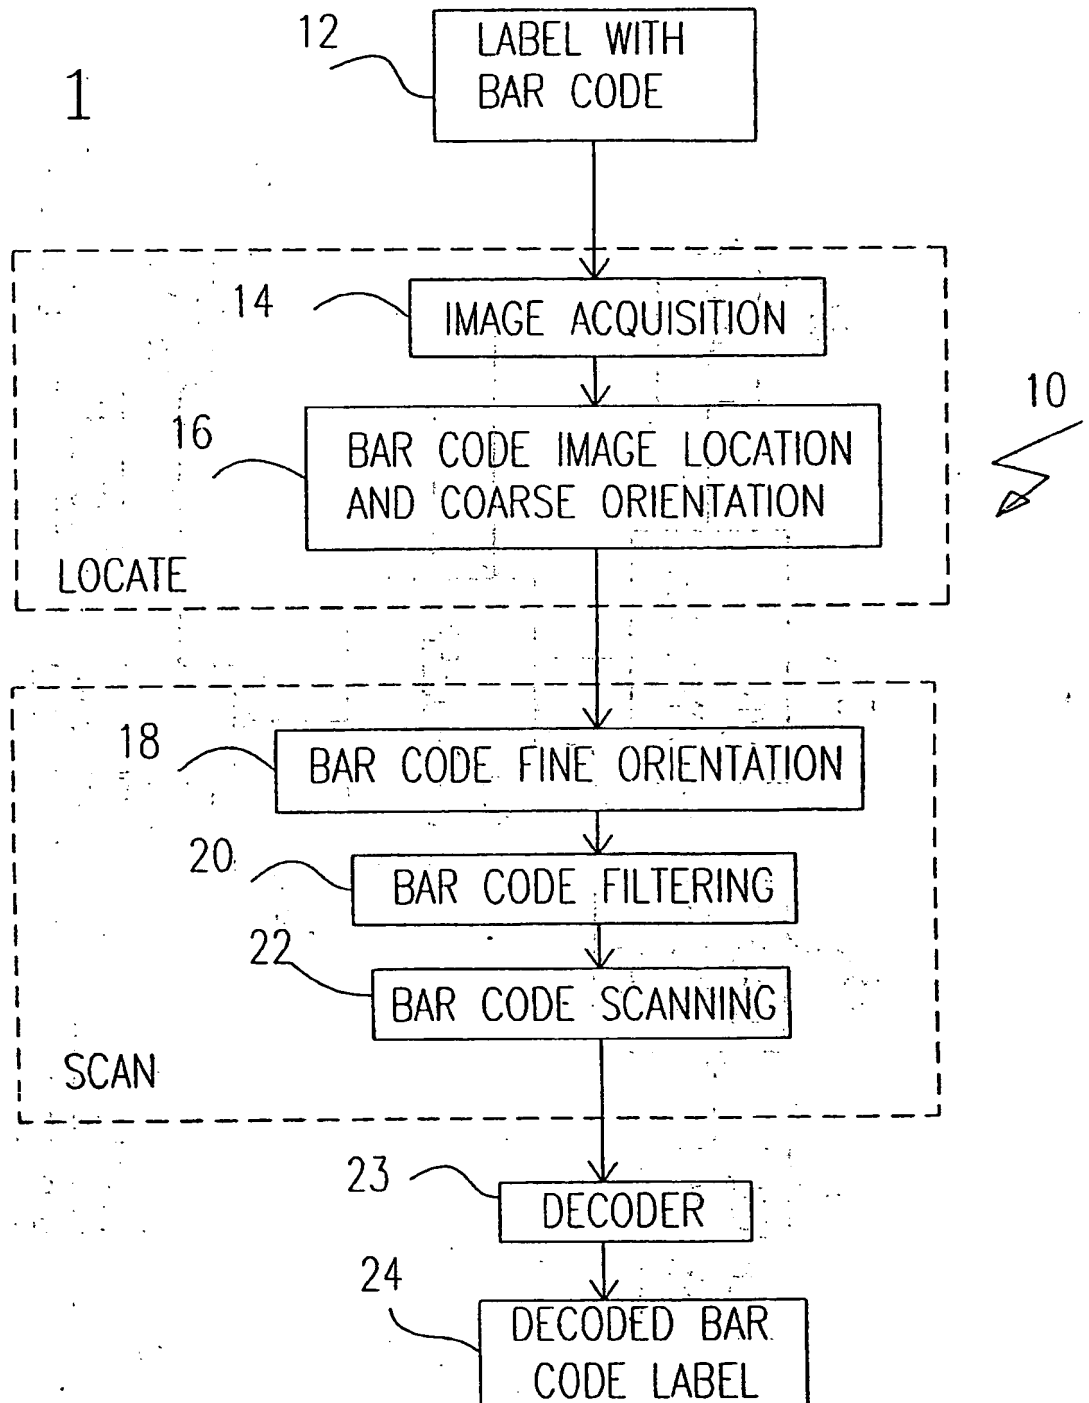 12
LABEL WITH
BAR CODE
1
14
IMAGE ACQUISITION
10
16
BAR CODE IMAGE LOCATION
AND COARSE ORIENTATION
LOCATE
18
BAR CODE FINE ORIENTATION
20
BAR CODE FILTERING
22
BAR CODE SCANNING
SCAN
23
DECODER
24
DECODED BAR
CODE LABEL